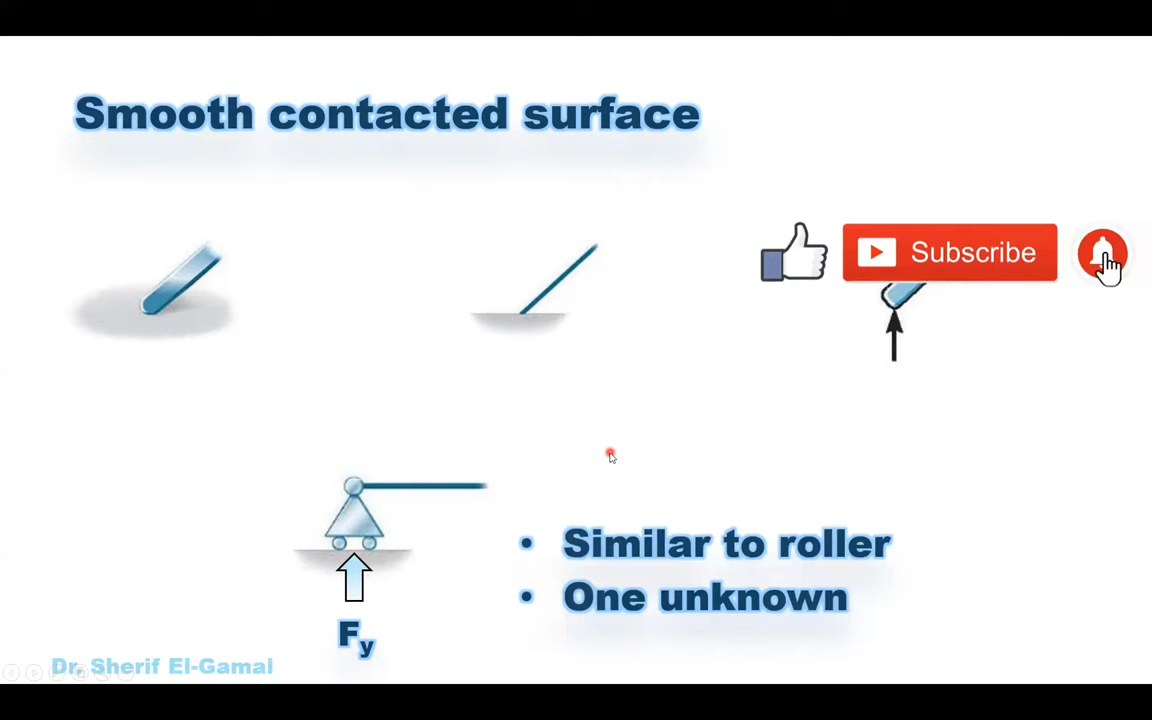 Smooth contacted surface
Subscribe
• Similar to roller
• One unknown
Fy
Dr. Sherif El-Gamal